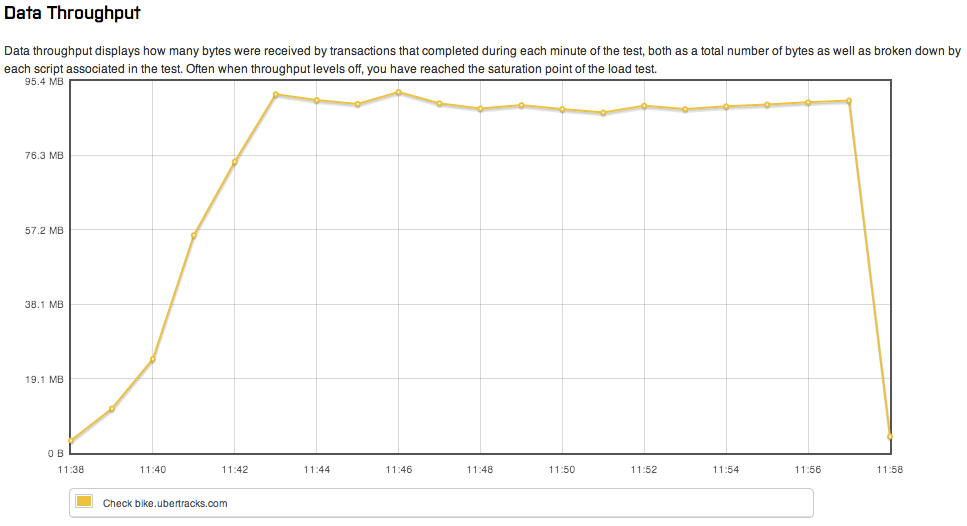 Data Throughput
Data throughput displays how many bytes were received by transactions that completed during each minute of the test, both as a total number of bytes as well as broken down by
each script associated in the test. Often when throughput levels off, you have reached the saturation point of the load test.
95.4 MB
76.3 MB
57.2 MB
38.1 MB
19.1 MB
0 B
11:38 11:40 11:42 11:44 11:46 11:48 11:50 11:52 11:54 11:56 11:58
Check bike.ubertracks.com